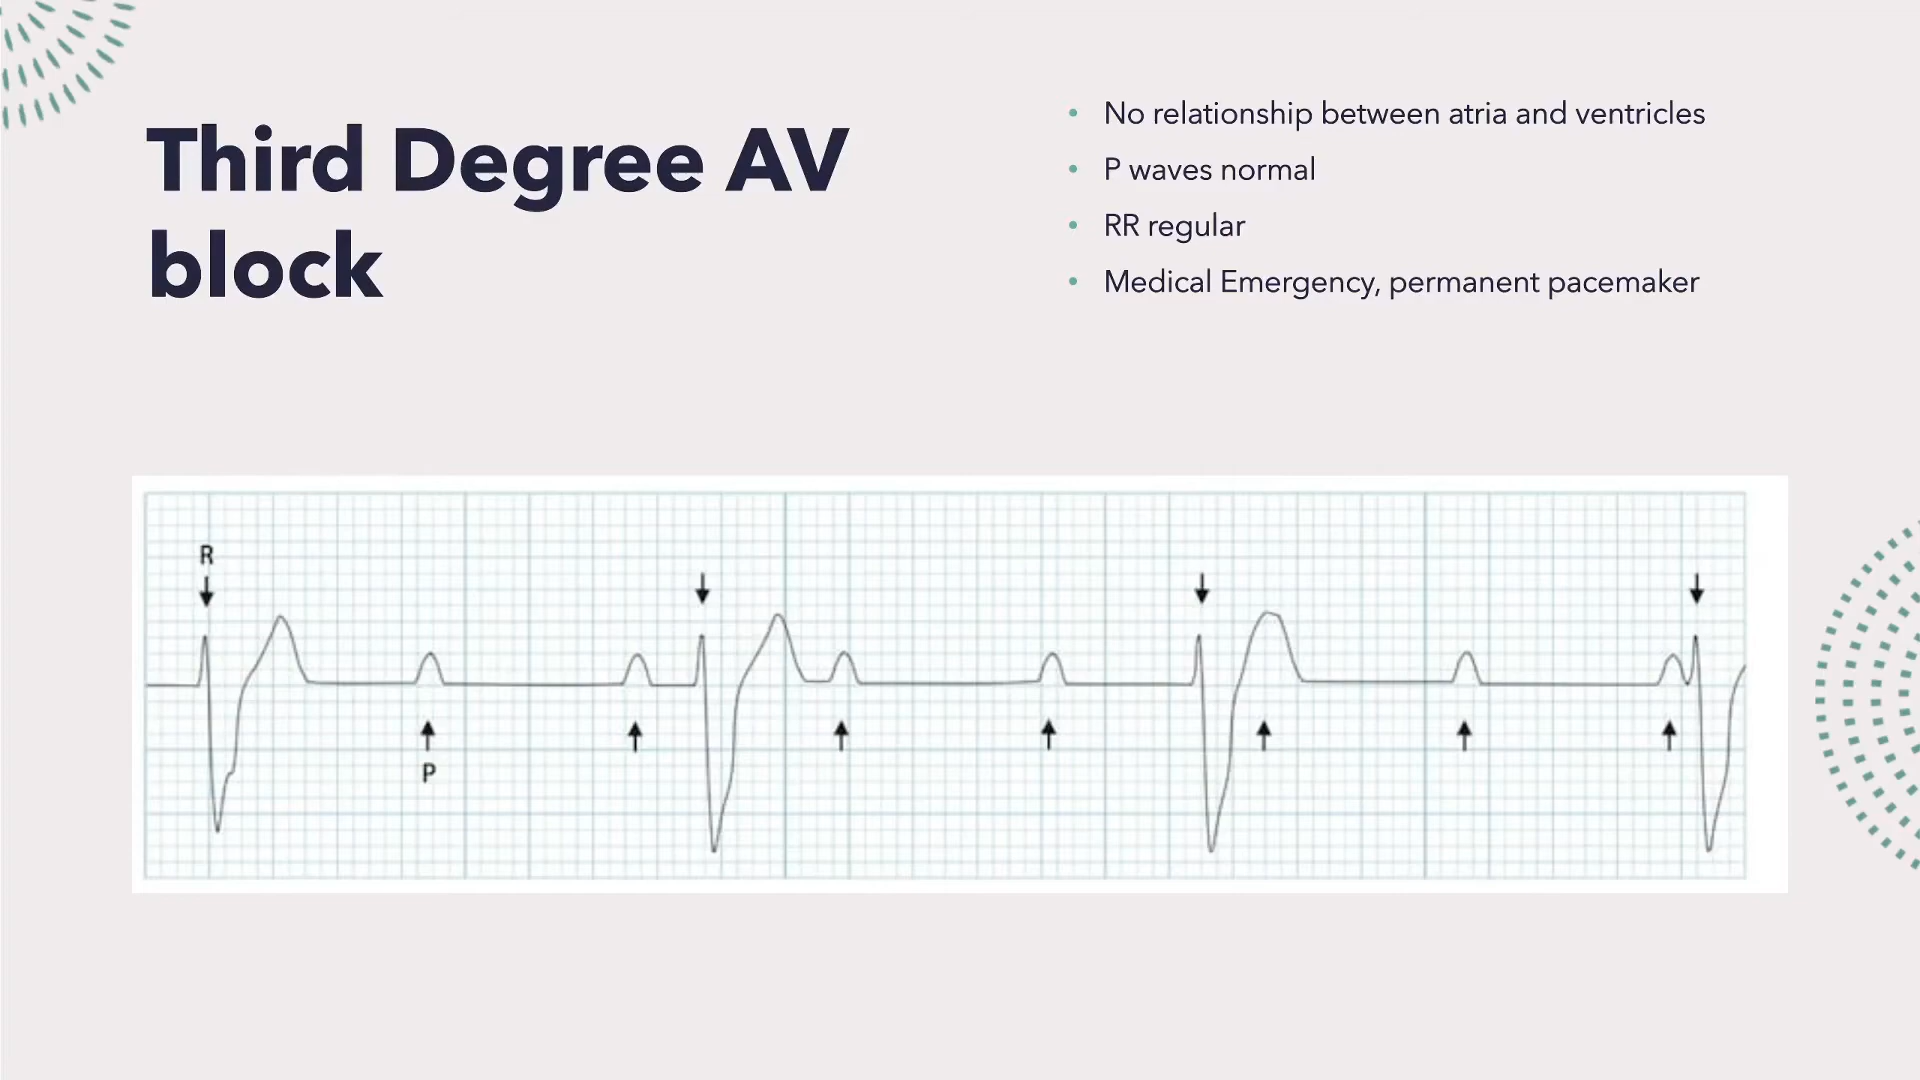 Third Degree AV
block
No relationship between atria and ventricles
P waves normal
RR regular
Medical Emergency, permanent pacemaker
R
P